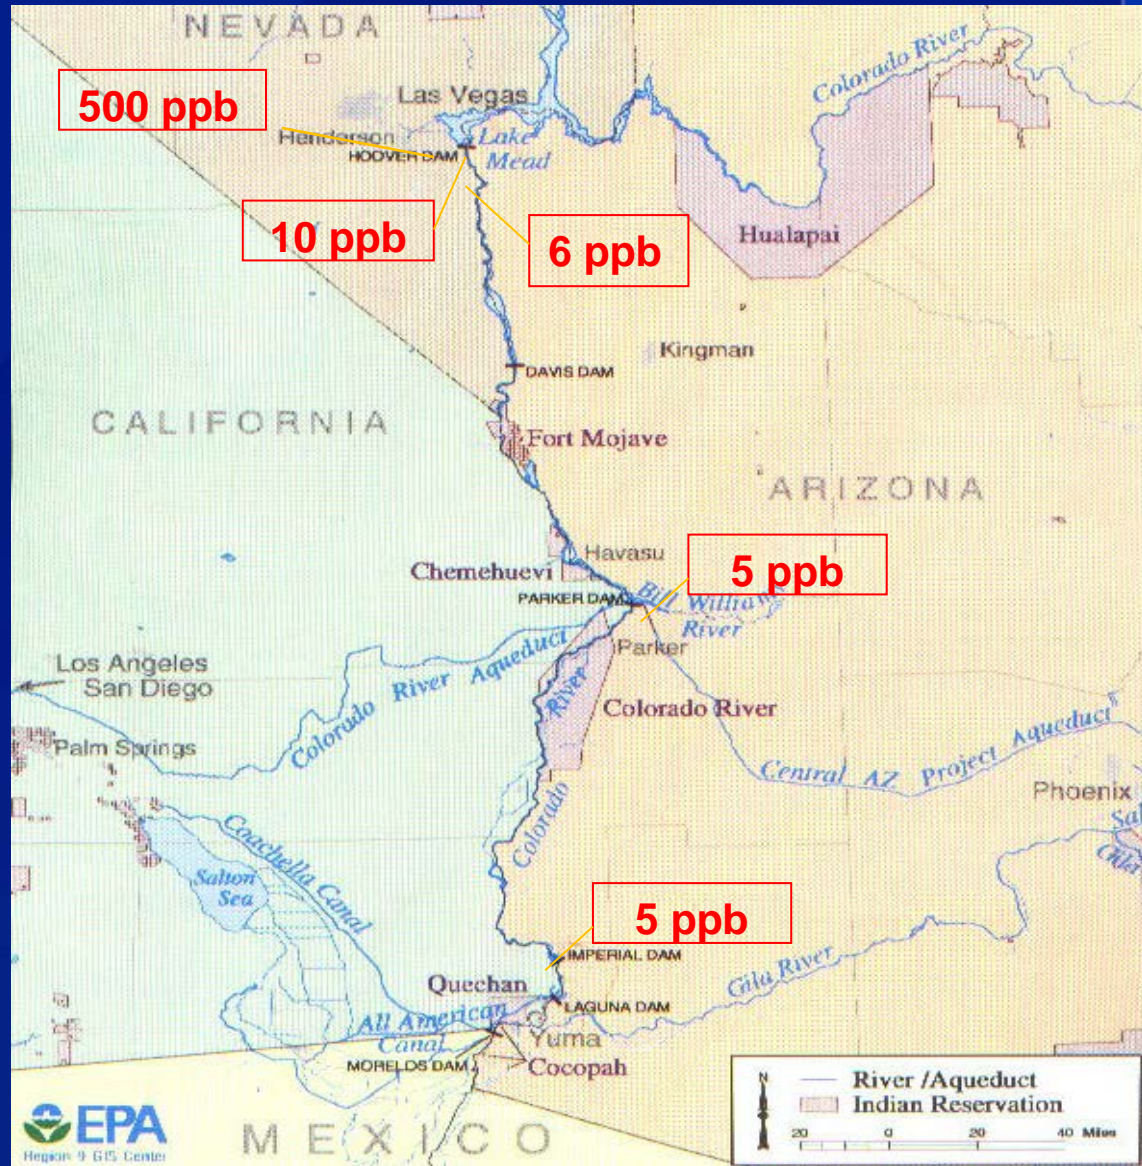 NEVADA
Colorado River
500 ppb
Las Vegas
Henderson
Lake
Mead
HOOVER DAM
10 ppb
6 ppb
Hualapai
Kingman
DAVIS DAM
CALIFORNIA
Fort Mojave
ARIZONA
Havasu
Chemehuevi
5 ppb
PARKER DAM
Bill Williams
River
Parker
Los Angeles
San Diego
Colorado River Aqueduct
River
Colorado River
Palm Springs
Central AZ Project Aqueduct
Phoenix
Colorado
Coachella Canal
Salton
Sea
5 ppb
IMPERIAL DAM
Quechan
Gila River
LAGUNA DAM
All American
Canal
Yuma
MORELOS DAM
Cocopah
N
River /Aqueduct
Indian Reservation
20 0 20 40 Miles
EPA
Region 9 GIS Center
MEXICO